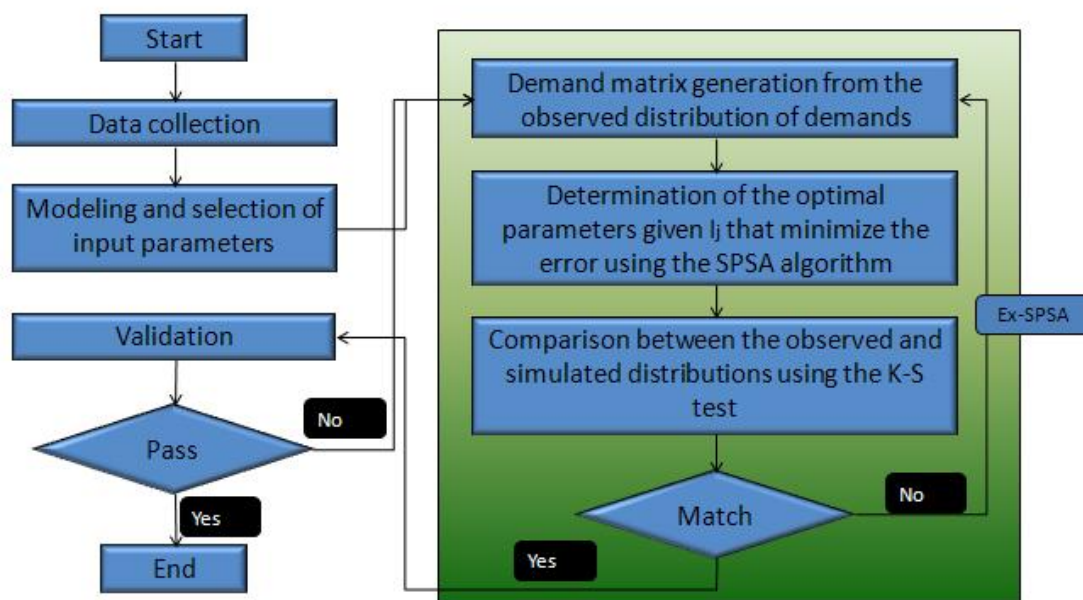 Start
Data collection
Modeling and selection of
input parameters
Validation
Pass
No
Yes
End
Demand matrix generation from the
observed distribution of demands
Determination of the optimal
parameters given Ij that minimize the
error using the SPSA algorithm
Comparison between the observed and
simulated distributions using the K-S
test
Match
No
Yes
Ex-SPSA